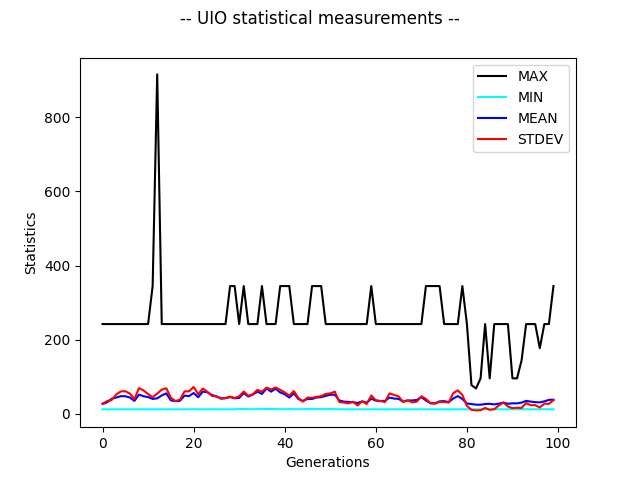 -- UIO statistical measurements --
MAX
MIN
MEAN
STDEV
Statistics
800
600
400
200
0
0 20 40 60 80 100
Generations